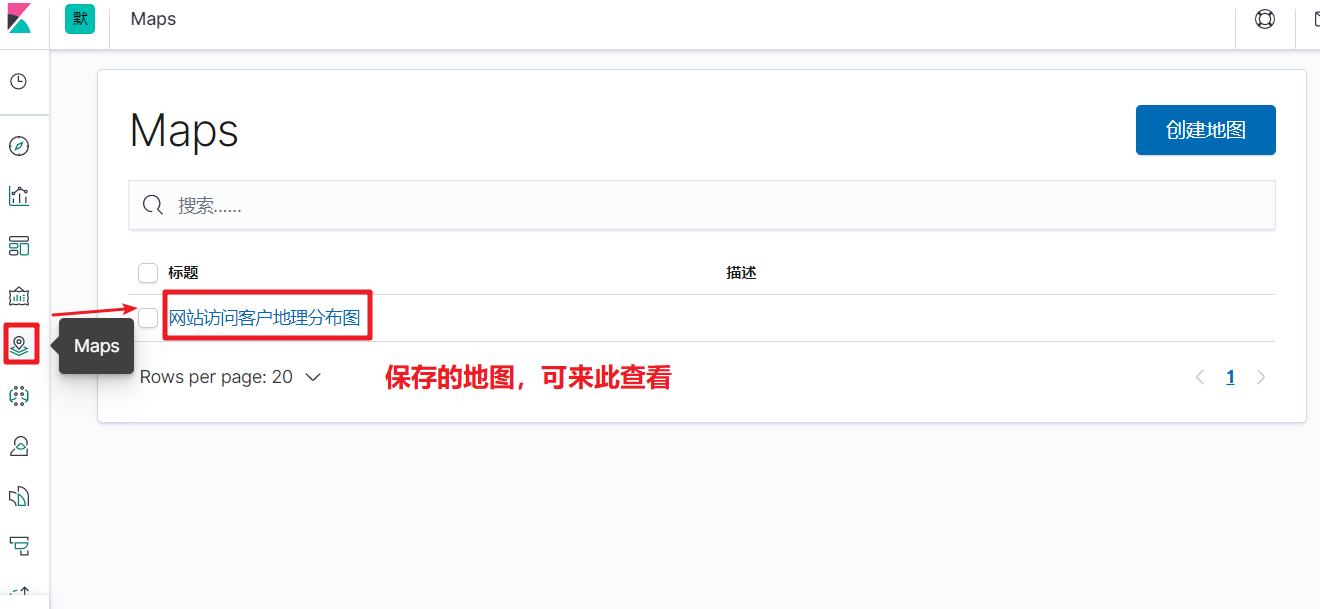 默 Maps
Maps
创建地图
搜索......
标题 描述
网站访问客户地理分布图
Maps
Rows per page: 20
保存的地图，可来此查看
1